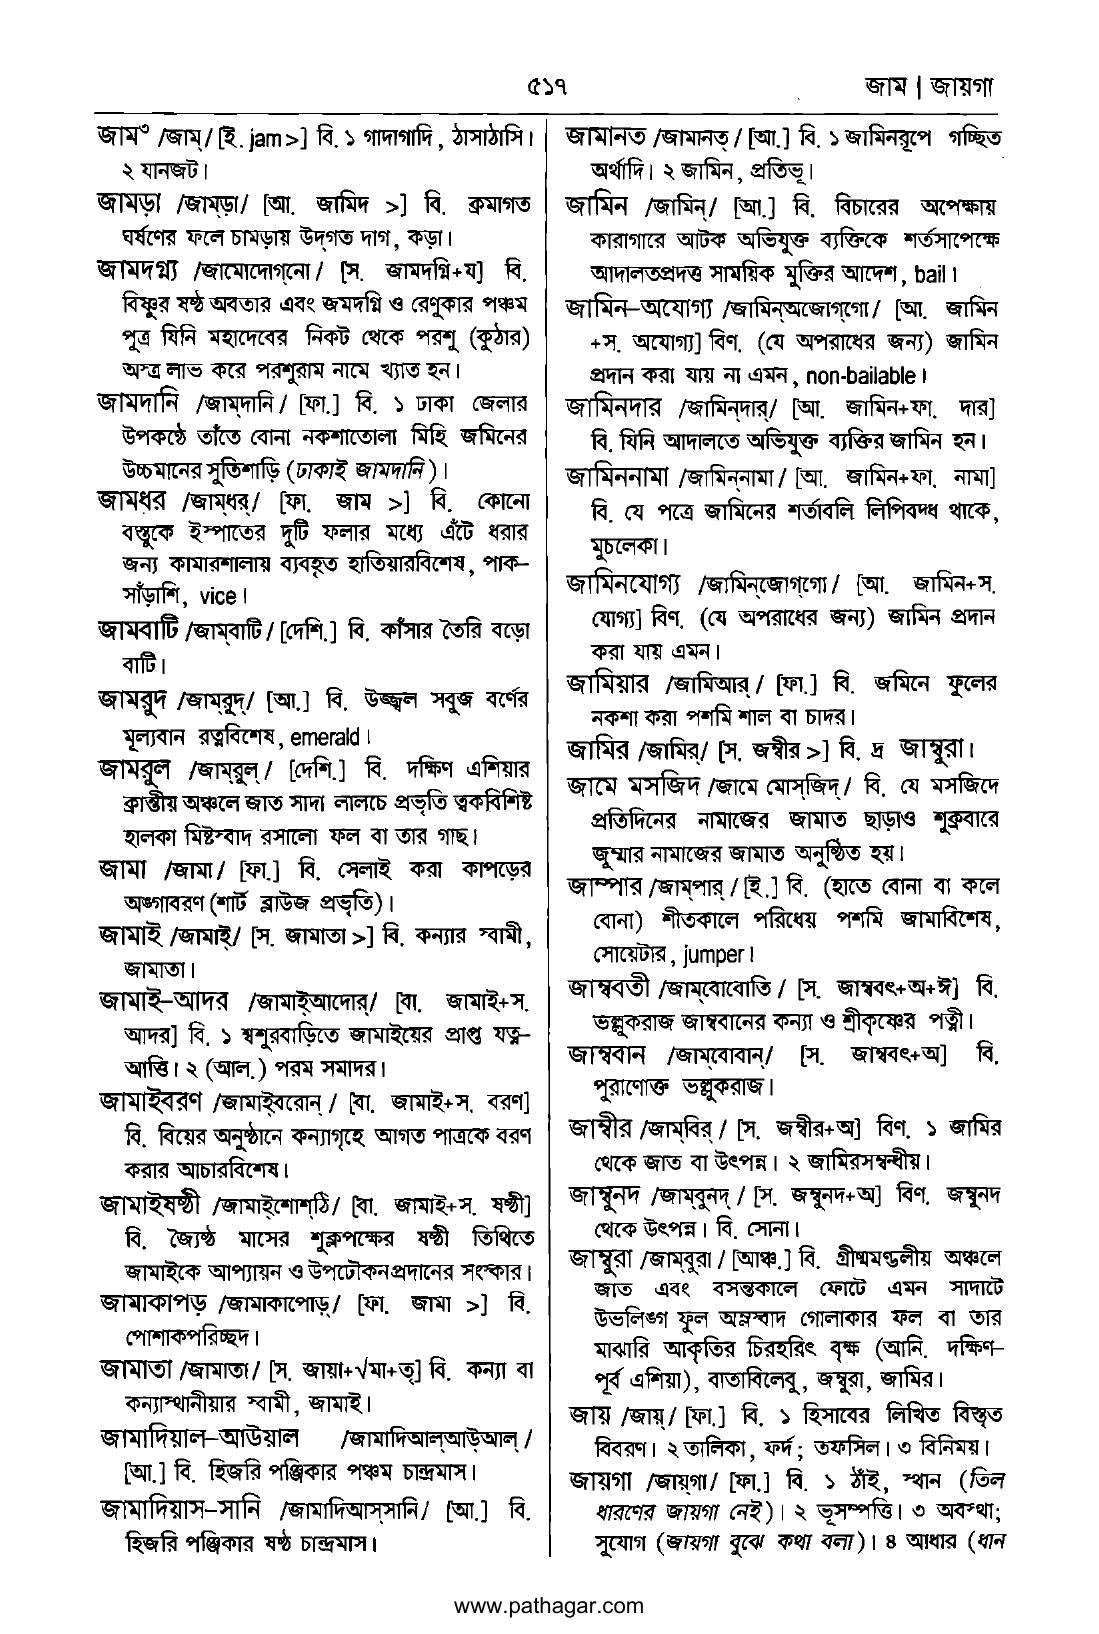 ৫১৭
জাম | জায়গা
জাম৩ /জাম্/ [ই. jam>] বি. ১ গাদাগাদি, ঠাসাঠাসি।
২ যানজট।
জামড়া /জাম্‌ড়া/ [আ. জামিদ >] বি. ক্রমাগত
ঘর্ষণের ফলে চামড়ায় উদ্‌গত দাগ, কড়া।
জামদগ্ন্য /জামোদোগ্‌নো/ [স. জামদগ্নি+য] বি.
বিষ্ণুর ষষ্ঠ অবতার এবং জমদগ্নি ও রেণুকার পঞ্চম
পুত্র যিনি মহাদেবের নিকট থেকে পরশু (কুঠার)
অস্ত্র লাভ করে পরশুরাম নামে খ্যাত হন।
জামদানি /জাম্‌দানি/ [ফা.] বি. ১ ঢাকা জেলার
উপকণ্ঠে তাঁতে বোনা নকশাতোলা মিহি জমিনের
উচ্চমানের সুতিশাড়ি (ঢাকাই জামদানি)।
জামধর /জাম্‌ধর্/ [ফা. জাম >] বি. কোনো
বস্তুকে ইস্পাতের দুটি ফলার মধ্যে এঁটে ধরার
জন্য কামারশালায় ব্যবহৃত হাতিয়ারবিশেষ, পাক-
সাঁড়াশি, vice।
জামবাটি /জাম্‌বাটি/ [দেশি.] বি. কাঁসার তৈরি বড়ো
বাটি।
জামরুদ /জাম্‌রুদ্/ [আ.] বি. উজ্জ্বল সবুজ বর্ণের
মূল্যবান রত্নবিশেষ, emerald।
জামরুল /জাম্‌রুল্/ [দেশি.] বি. দক্ষিণ এশিয়ার
ক্রান্তীয় অঞ্চলে জাত সাদা লালচে প্রভৃতি ত্বকবিশিষ্ট
হালকা মিষ্টস্বাদ রসালো ফল বা তার গাছ।
জামা /জামা/ [ফা.] বি. সেলাই করা কাপড়ের
অঙ্গাবরণ (শার্ট ব্লাউজ প্রভৃতি)।
জামাই /জামাই্/ [স. জামাতা >] বি. কন্যার স্বামী,
জামাতা।
জামাই-আদর /জামাই্আদোর্/ [বা. জামাই+স.
আদর] বি. ১ শ্বশুরবাড়িতে জামাইয়ের প্রাপ্ত যত্ন-
আত্তি। ২ (আল.) পরম সমাদর।
জামাইবরণ /জামাই্‌বরোন্/ [বা. জামাই+স. বরণ]
বি. বিয়ের অনুষ্ঠানে কন্যাগৃহে আগত পাত্রকে বরণ
করার আচারবিশেষ।
জামাইষষ্ঠী /জামাই্‌শোশ্‌ঠি/ [বা. জামাই+স. ষষ্ঠী]
বি. জ্যৈষ্ঠ মাসের শুক্লপক্ষের ষষ্ঠী তিথিতে
জামাইকে আপ্যায়ন ও উপঢৌকনপ্রদানের সংস্কার।
জামাকাপড় /জামাকাপোড়্/ [ফা. জামা >] বি.
পোশাকপরিচ্ছদ।
জামাতা /জামাতা/ [স. জায়া+√মা+তৃ] বি. কন্যা বা
কন্যাস্থানীয়ার স্বামী, জামাই।
জামাদিয়াল-আউয়াল /জামাদিআল্‌আউ্‌আল্/
[আ.] বি. হিজরি পঞ্জিকার পঞ্চম চান্দ্রমাস।
জামাদিয়াস-সানি /জামাদিআস্‌সানি/ [আ.] বি.
হিজরি পঞ্জিকার ষষ্ঠ চান্দ্রমাস।
জামানত /জামানত্/ [আ.] বি. ১ জামিনরূপে গচ্ছিত
অর্থাদি। ২ জামিন, প্রতিভূ।
জামিন /জামিন্/ [আ.] বি. বিচারের অপেক্ষায়
কারাগারে আটক অভিযুক্ত ব্যক্তিকে শর্তসাপেক্ষে
আদালতপ্রদত্ত সাময়িক মুক্তির আদেশ, bail।
জামিন-অযোগ্য /জামিন্‌অজোগ্‌গো/ [আ. জামিন
+স. অযোগ্য] বিণ. (যে অপরাধের জন্য) জামিন
প্রদান করা যায় না এমন, non-bailable।
জামিনদার /জামিন্‌দার্/ [আ. জামিন+ফা. দার]
বি. যিনি আদালতে অভিযুক্ত ব্যক্তির জামিন হন।
জামিননামা /জামিন্‌নামা/ [আ. জামিন+ফা. নামা]
বি. যে পত্রে জামিনের শর্তাবলি লিপিবদ্ধ থাকে,
মুচলেকা।
জামিনযোগ্য /জামিন্‌জোগ্‌গো/ [আ. জামিন+স.
যোগ্য] বিণ. (যে অপরাধের জন্য) জামিন প্রদান
করা যায় এমন।
জামিয়ার /জামিআর্/ [ফা.] বি. জমিনে ফুলের
নকশা করা পশমি শাল বা চাদর।
জামির /জামির্/ [স. জম্বীর >] বি. দ্র জাম্বুরা।
জামে মসজিদ /জামে মোস্‌জিদ্/ বি. যে মসজিদে
প্রতিদিনের নামাজের জামাত ছাড়াও শুক্রবারে
জুম্মার নামাজের জামাত অনুষ্ঠিত হয়।
জাম্পার /জাম্‌পার্/ [ই.] বি. (হাতে বোনা বা কলে
বোনা) শীতকালে পরিধেয় পশমি জামাবিশেষ,
সোয়েটার, jumper।
জাম্ববতী /জাম্‌বোবোতি/ [স. জাম্ববৎ+অ+ঈ] বি.
ভল্লুকরাজ জাম্ববানের কন্যা ও শ্রীকৃষ্ণের পত্নী।
জাম্ববান /জাম্‌বোবান্/ [স. জাম্ববৎ+অ] বি.
পুরাণোক্ত ভল্লুকরাজ।
জাম্বীর /জাম্‌বির্/ [স. জম্বীর+অ] বিণ. ১ জামির
থেকে জাত বা উৎপন্ন। ২ জামিরসম্বন্ধীয়।
জাম্বুনদ /জাম্‌বুনদ্/ [স. জম্বুনদ+অ] বিণ. জম্বুনদ
থেকে উৎপন্ন। বি. সোনা।
জাম্বুরা /জাম্‌বুরা/ [আঞ্চ.] বি. গ্রীষ্মমণ্ডলীয় অঞ্চলে
জাত এবং বসন্তকালে ফোটে এমন সাদাটে
উভলিঙ্গ ফুল অম্লস্বাদ গোলাকার ফল বা তার
মাঝারি আকৃতির চিরহরিৎ বৃক্ষ (আনি. দক্ষিণ-
পূর্ব এশিয়া), বাতাবিলেবু, জম্বুরা, জামির।
জায় /জায়্/ [ফা.] বি. ১ হিসাবের লিখিত বিস্তৃত
বিবরণ। ২ তালিকা, ফর্দ; তফসিল। ৩ বিনিময়।
জায়গা /জায়্‌গা/ [ফা.] বি. ১ ঠাঁই, স্থান (তিল
ধারণের জায়গা নেই)। ২ ভূসম্পত্তি। ৩ অবস্থা;
সুযোগ (জায়গা বুঝে কথা বলা)। ৪ আধার (ধান
www.pathagar.com